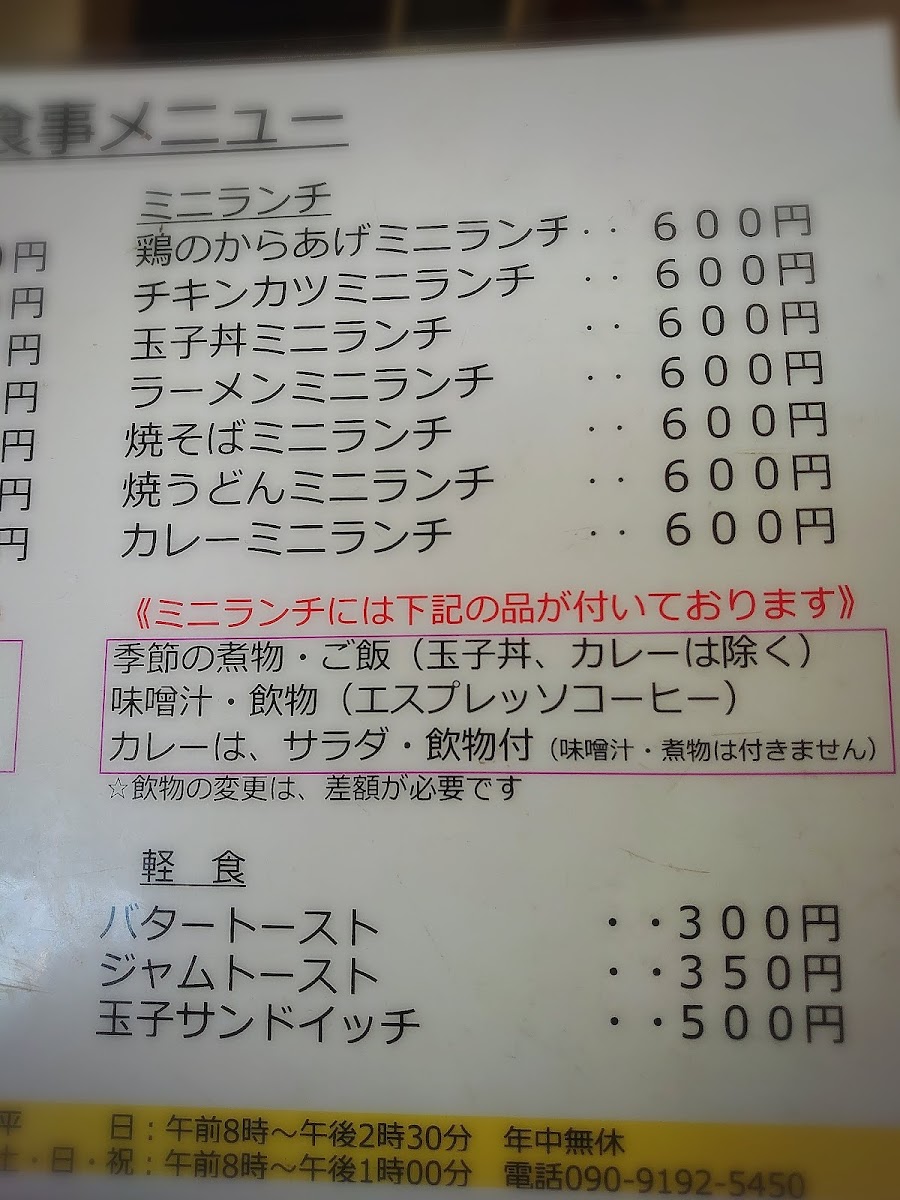 食事メニュー
ミニランチ
鶏のからあげミニランチ・・ ６００円
チキンカツミニランチ ・・ ６００円
玉子丼ミニランチ ・・ ６００円
ラーメンミニランチ ・・ ６００円
焼そばミニランチ ・・ ６００円
焼うどんミニランチ ・・ ６００円
カレーミニランチ ・・ ６００円
円
円
円
円
円
円
円
《ミニランチには下記の品が付いております》
季節の煮物・ご飯（玉子丼、カレーは除く）
味噌汁・飲物（エスプレッソコーヒー）
カレーは、サラダ・飲物付（味噌汁・煮物は付きません）
☆飲物の変更は、差額が必要です
軽　食
バタートースト ・・３００円
ジャムトースト ・・３５０円
玉子サンドイッチ ・・５００円
平　　日：午前8時～午後2時30分　年中無休
土・日・祝：午前8時～午後1時00分　電話090-9192-5450